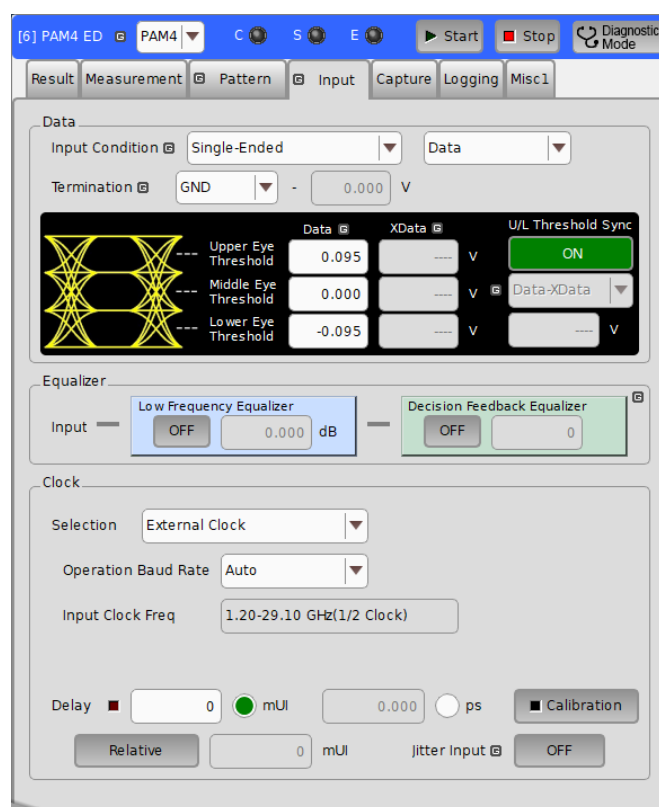 [6] PAM4 ED G PAM4 C S E Start Stop Diagnostic Mode
Result Measurement G Pattern G Input Capture Logging Misc1
Data
Input Condition G Single-Ended Data
Termination G GND - 0.000 V
Data G XData G U/L Threshold Sync
Upper Eye Threshold 0.095 ---- V ON
Middle Eye Threshold 0.000 ---- V G Data-XData
Lower Eye Threshold -0.095 ---- V ---- V
Equalizer
G
Low Frequency Equalizer Decision Feedback Equalizer
Input OFF 0.000 dB OFF 0
Clock
Selection External Clock
Operation Baud Rate Auto
Input Clock Freq 1.20-29.10 GHz(1/2 Clock)
Delay 0 mUI 0.000 ps Calibration
Relative 0 mUI Jitter Input G OFF